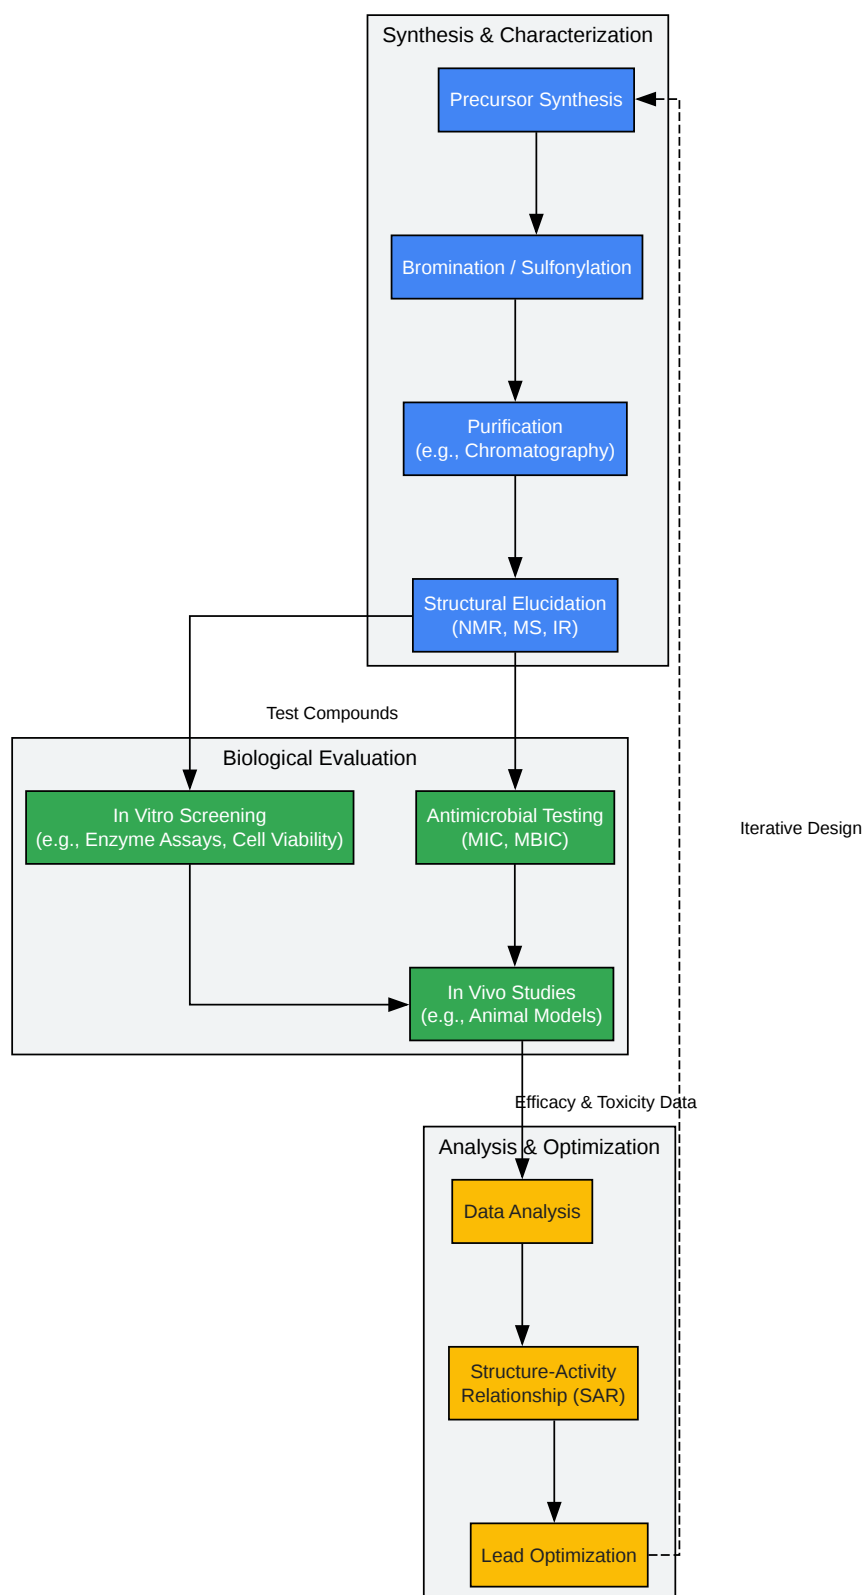 Synthesis & Characterization
Precursor Synthesis
Bromination / Sulfonylation
Purification
(e.g., Chromatography)
Structural Elucidation
(NMR, MS, IR)
Test Compounds
Biological Evaluation
In Vitro Screening
(e.g., Enzyme Assays, Cell Viability)
Antimicrobial Testing
(MIC, MBIC)
Iterative Design
In Vivo Studies
(e.g., Animal Models)
Efficacy & Toxicity Data
Analysis & Optimization
Data Analysis
Structure-Activity
Relationship (SAR)
Lead Optimization